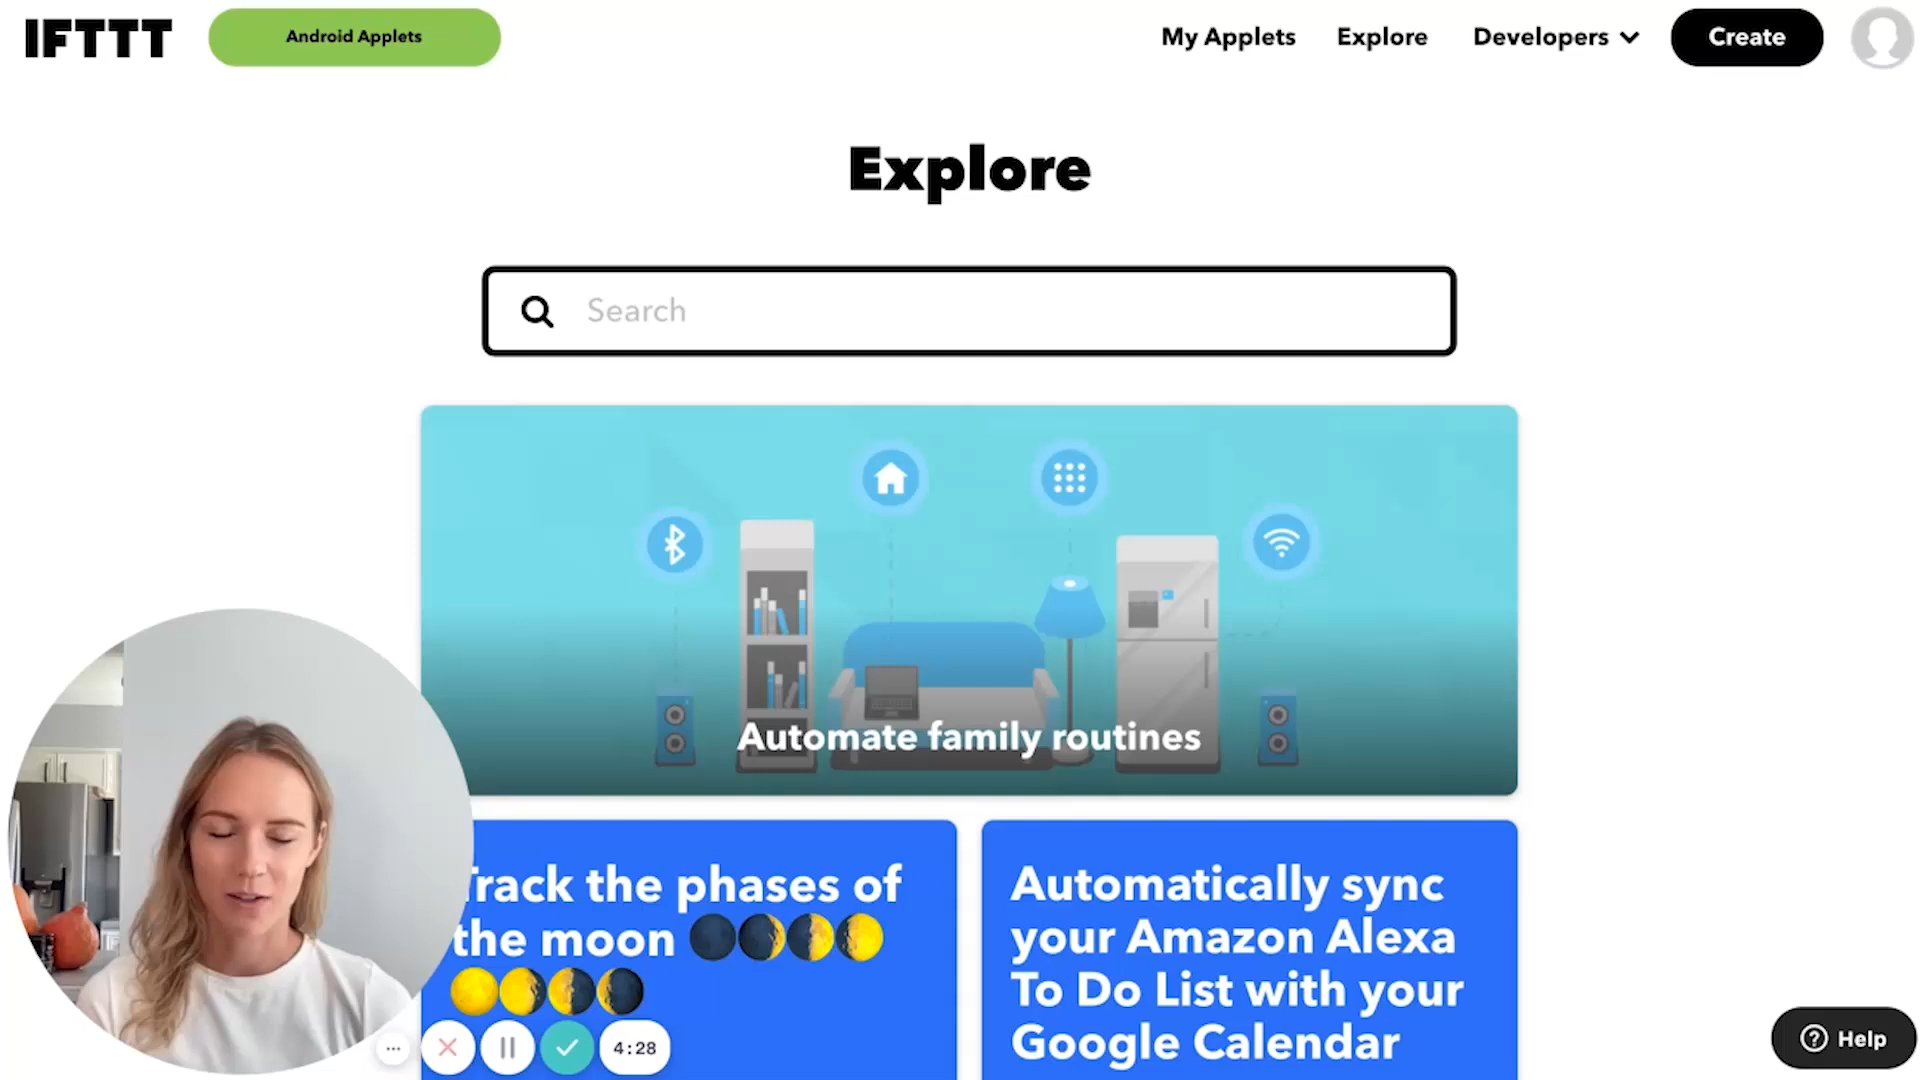 IFTTT
Android Applets
My Applets
Explore
Developers
Create
Explore
Search
Automate family routines
Track the phases of
the moon
Automatically sync
your Amazon Alexa
To Do List with your
Google Calendar
4:28
Help